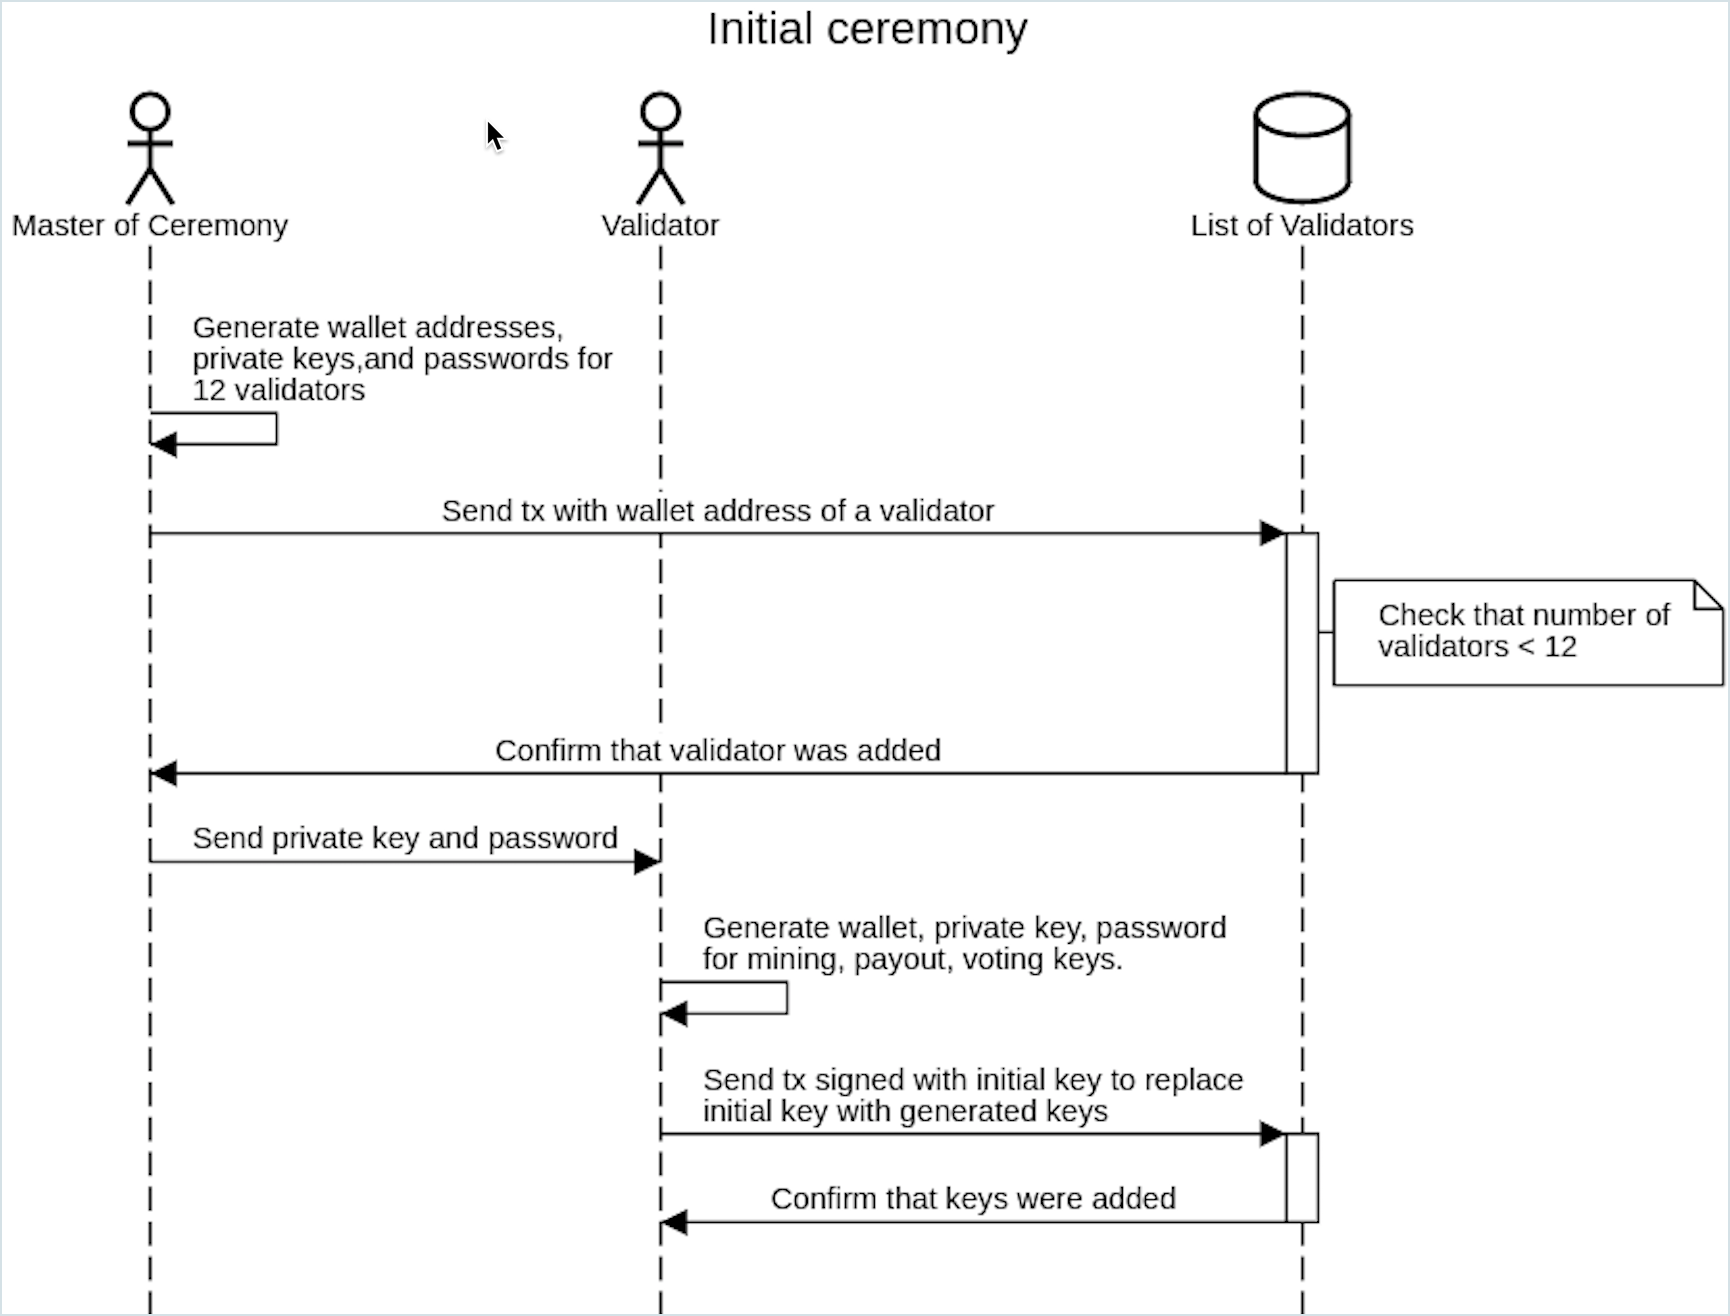 Initial ceremony
Master of Ceremony
Validator
List of Validators
Generate wallet addresses,
private keys,and passwords for
12 validators
Send tx with wallet address of a validator
Check that number of
validators < 12
Confirm that validator was added
Send private key and password
Generate wallet, private key, password
for mining, payout, voting keys.
Send tx signed with initial key to replace
initial key with generated keys
Confirm that keys were added